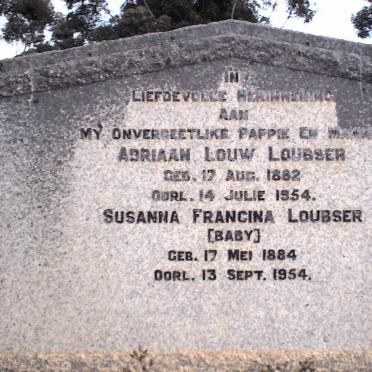 IN
LIEFDEVOLLE HERINNERING
AAN
MY ONVERGEETLIKE PAPPIE EN
ADRIAAN LOUW LOUBSER
GEB. 17 AUG. 1882
OORL. 14 JULIE 1954.
SUSANNA FRANCINA LOUBSER
[BABY]
GEB. 17 MEI 1884
OORL. 13 SEPT. 1954.